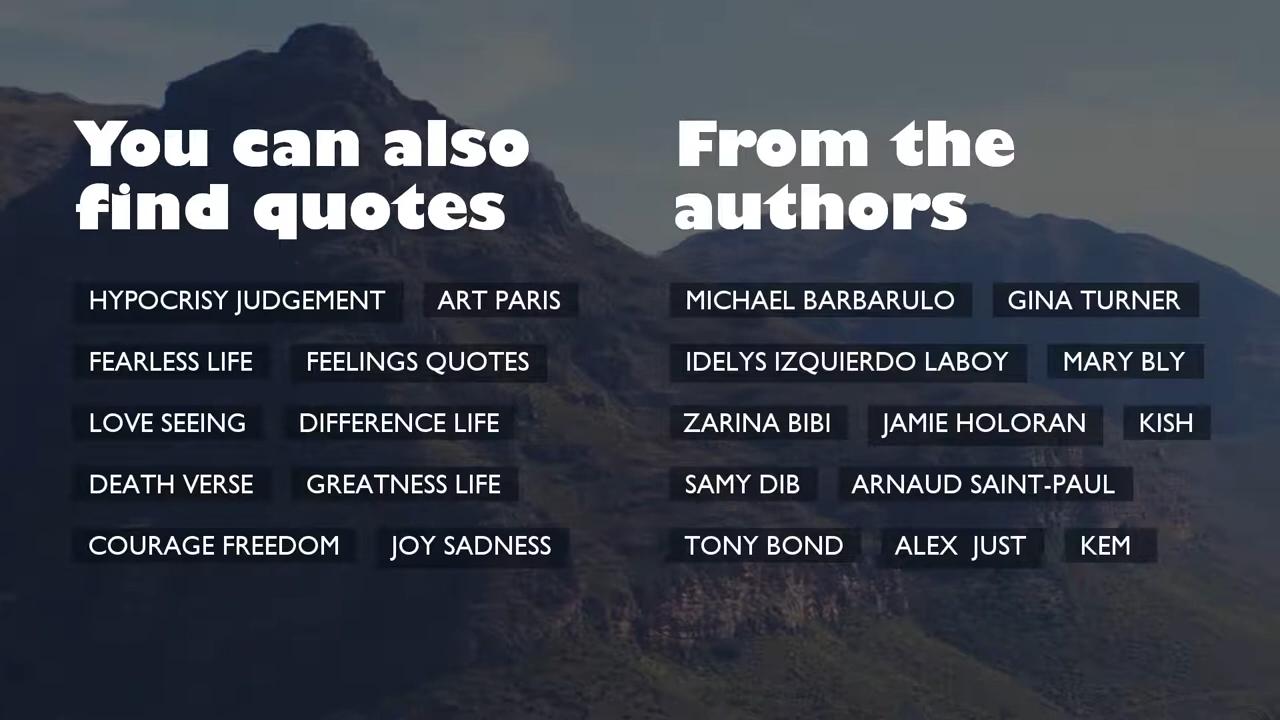 You can also
find quotes
HYPOCRISY JUDGEMENT ART PARIS
FEARLESS LIFE FEELINGS QUOTES
LOVE SEEING DIFFERENCE LIFE
DEATH VERSE GREATNESS LIFE
COURAGE FREEDOM JOY SADNESS
From the
authors
MICHAEL BARBARULO GINA TURNER
IDELYS IZQUIERDO LABOY MARY BLY
ZARINA BIBI JAMIE HOLORAN KISH
SAMY DIB ARNAUD SAINT-PAUL
TONY BOND ALEX  JUST KEM